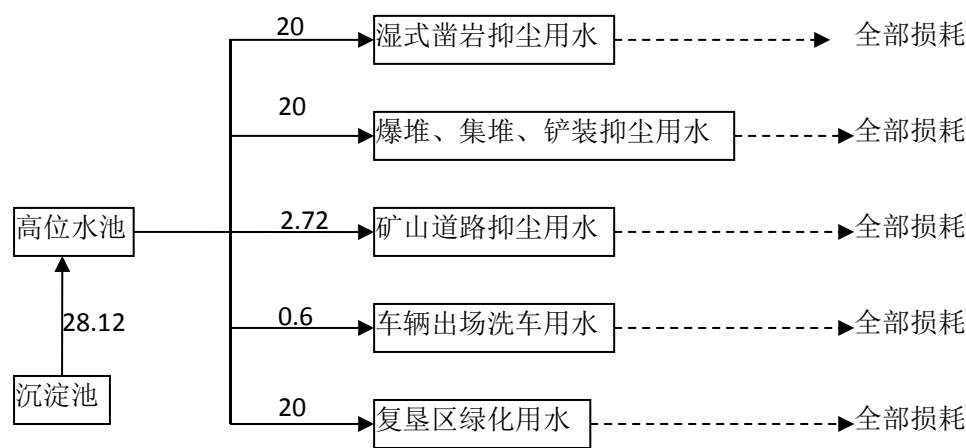 20
湿式凿岩抑尘用水
全部损耗
20
爆堆、集堆、铲装抑尘用水
全部损耗
高位水池
2.72
矿山道路抑尘用水
全部损耗
28.12
0.6
车辆出场洗车用水
全部损耗
沉淀池
20
复垦区绿化用水
全部损耗